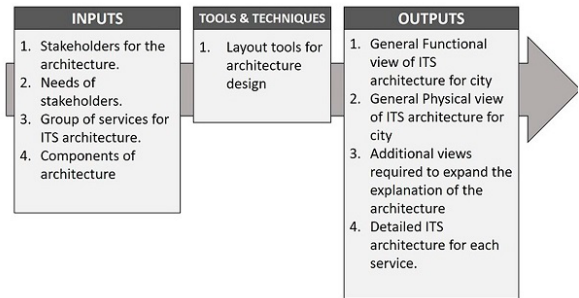 INPUTS
1. Stakeholders for the
architecture.
2. Needs of
stakeholders.
3. Group of services for
ITS architecture.
4. Components of
architecture
TOOLS & TECHNIQUES
1. Layout tools for
architecture
design
OUTPUTS
1. General Functional
view of ITS
architecture for city
2. General Physical view
of ITS architecture for
city
3. Additional views
required to expand the
explanation of the
architecture
4. Detailed ITS
architecture for each
service.